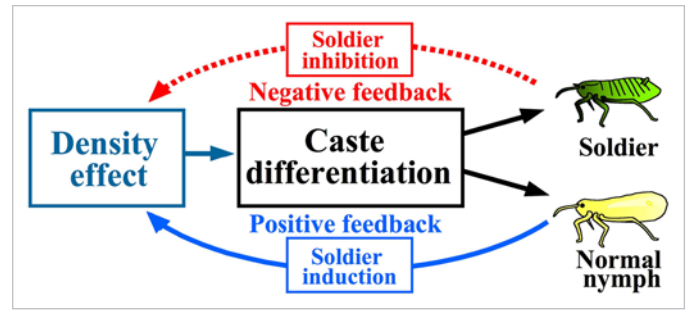 Soldier
inhibition
Negative feedback
Density
effect
Caste
differentiation
Soldier
Positive feedback
Soldier
induction
Normal
nymph